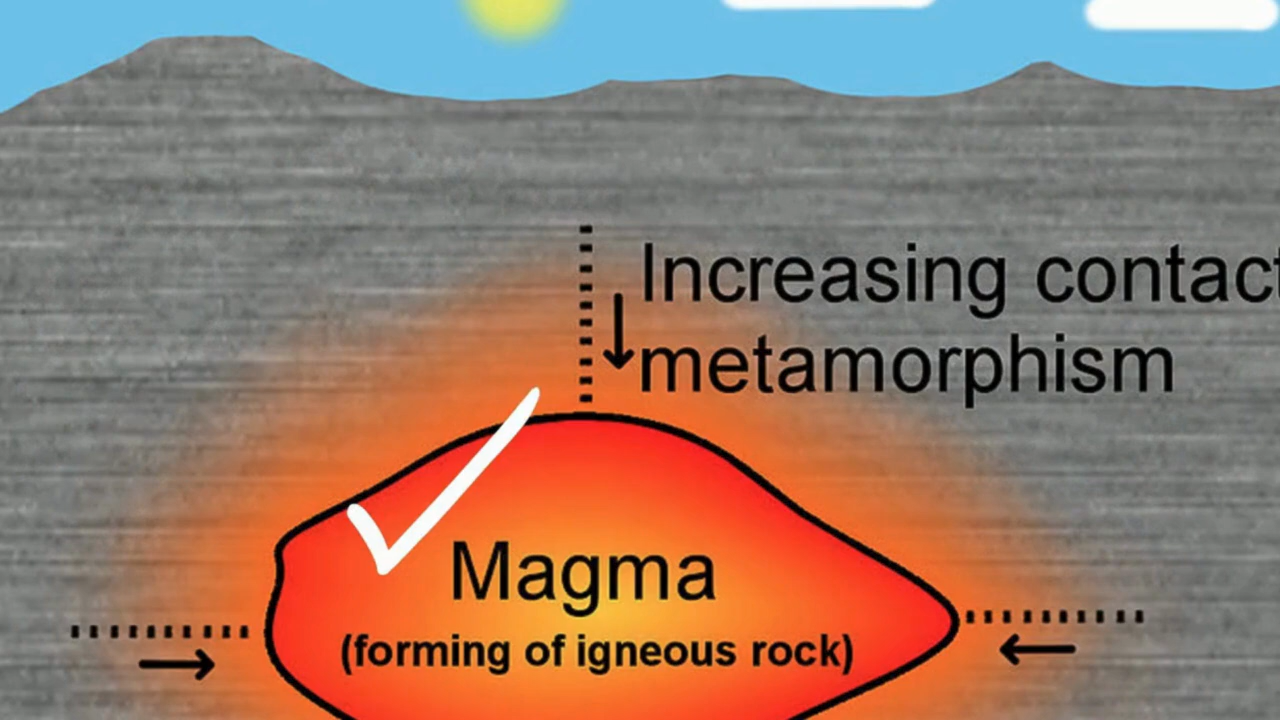 Increasing contact
metamorphism
Magma
(forming of igneous rock)